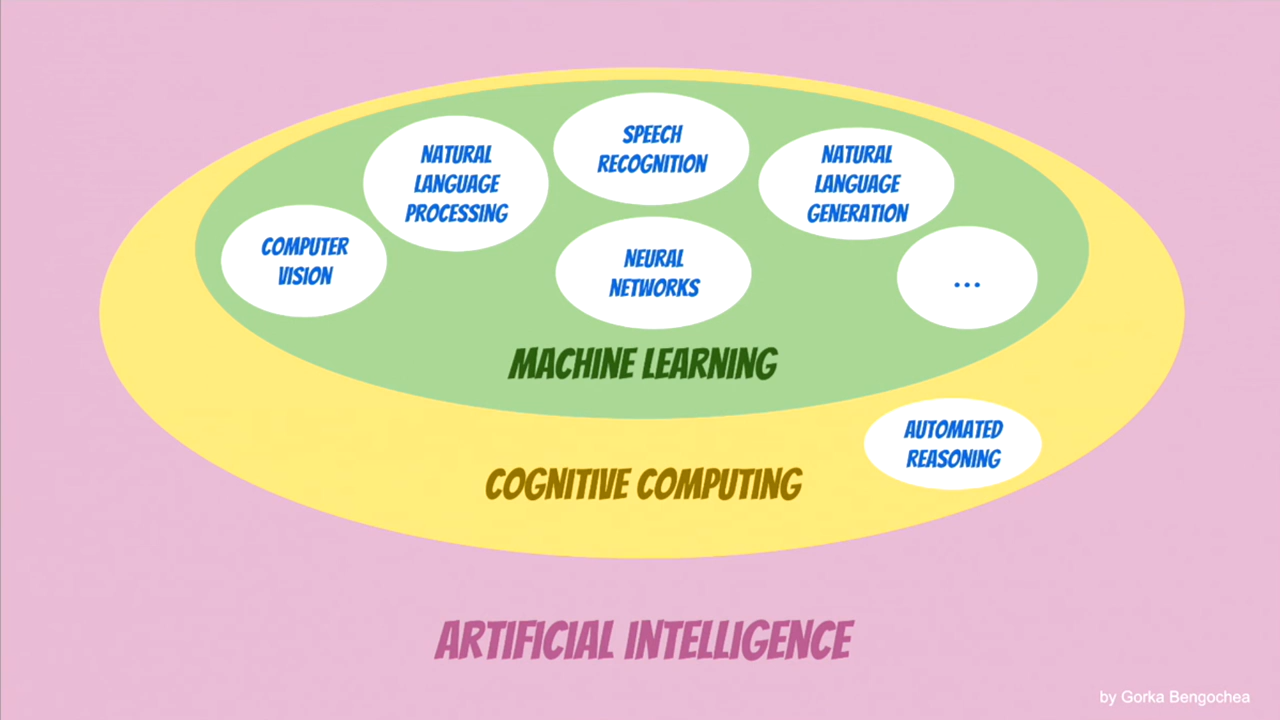 SPEECH
RECOGNITION
NATURAL
LANGUAGE
PROCESSING
NATURAL
LANGUAGE
GENERATION
COMPUTER
VISION
NEURAL
NETWORKS
...
MACHINE LEARNING
AUTOMATED
REASONING
COGNITIVE COMPUTING
ARTIFICIAL INTELLIGENCE
by Gorka Bengochea